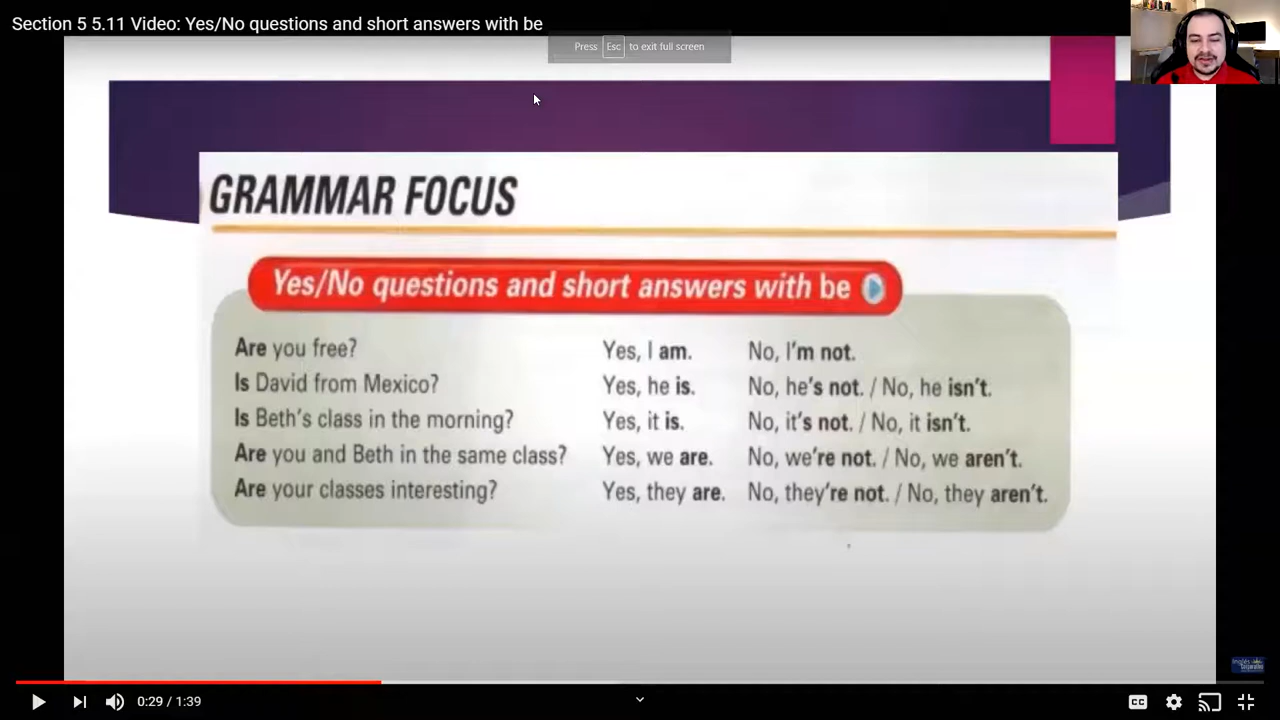 Section 5 5.11 Video: Yes/No questions and short answers with be
Press Esc to exit full screen
GRAMMAR FOCUS
Yes/No questions and short answers with be
Are you free? Yes, I am. No, I'm not.
Is David from Mexico? Yes, he is. No, he's not. / No, he isn't.
Is Beth's class in the morning? Yes, it is. No, it's not. / No, it isn't.
Are you and Beth in the same class? Yes, we are. No, we're not. / No, we aren't.
Are your classes interesting? Yes, they are. No, they're not. / No, they aren't.
0:29 / 1:39
CC